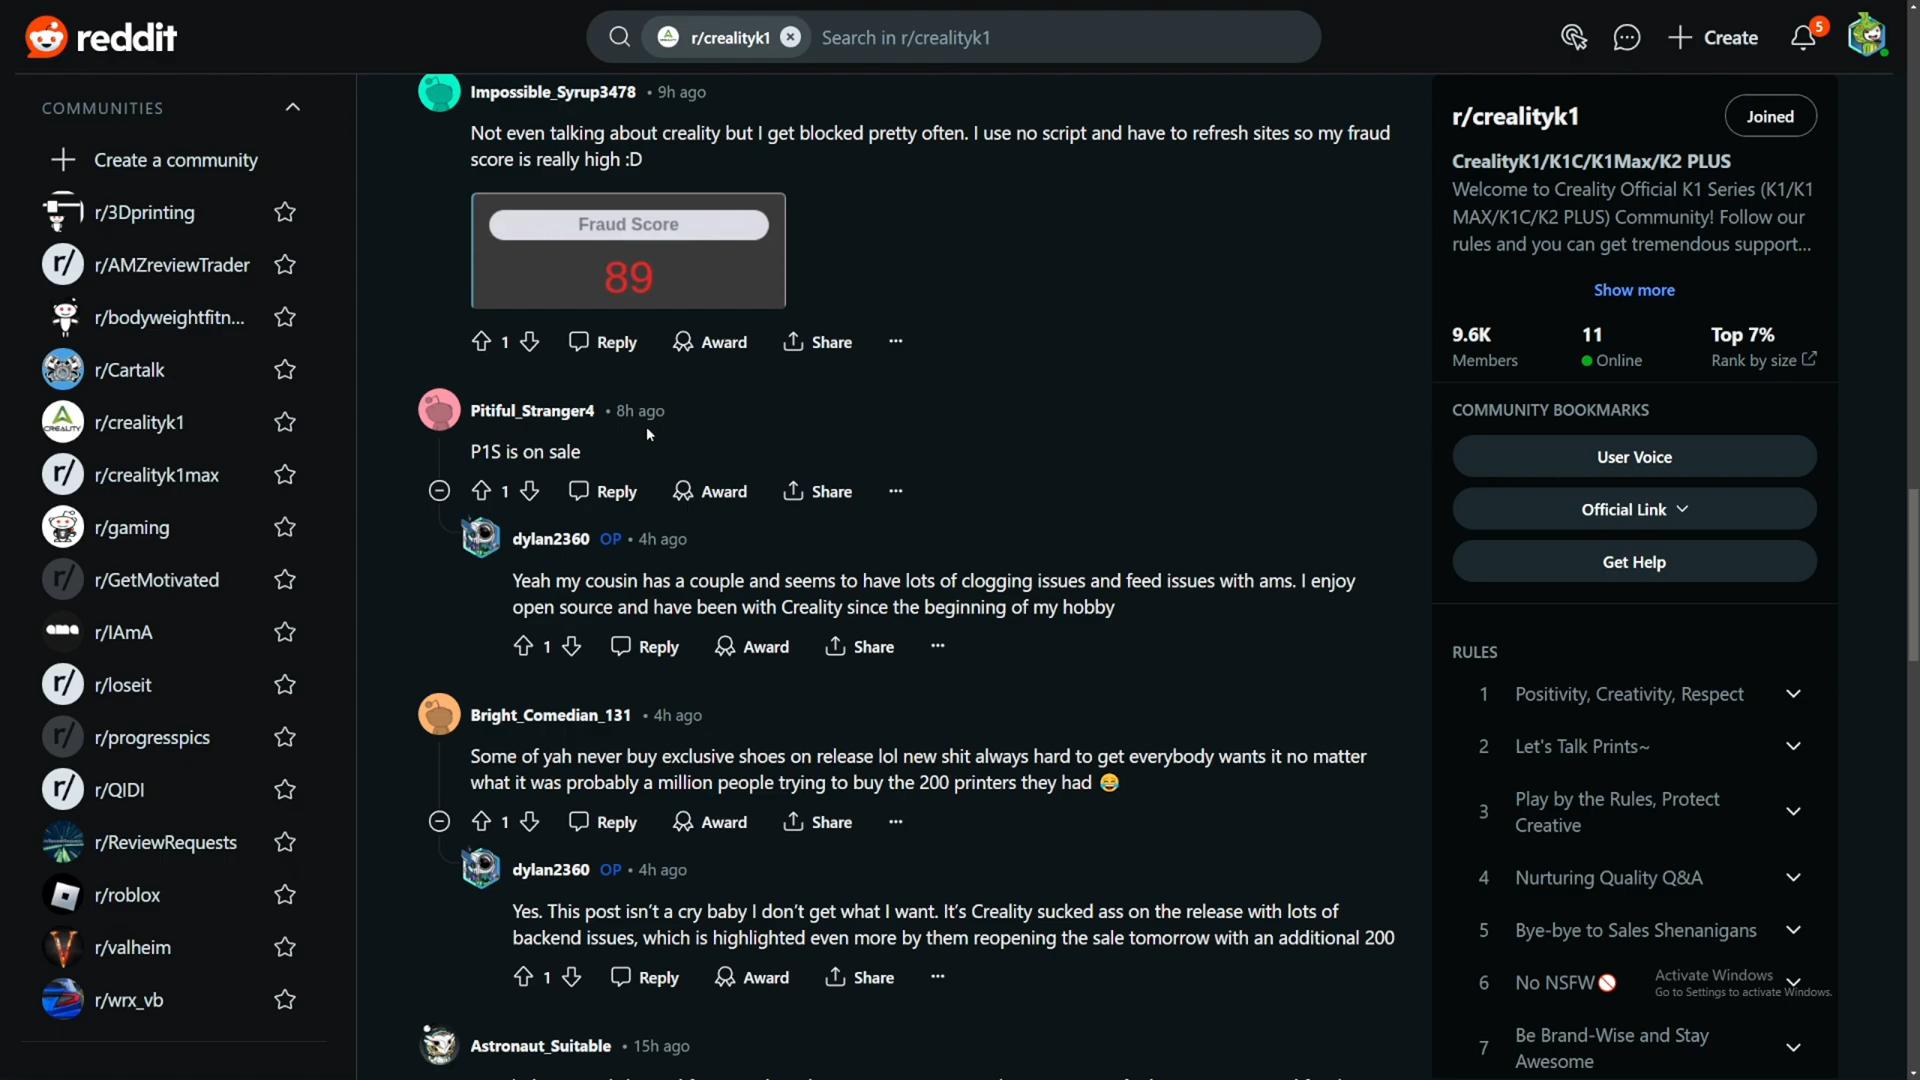 reddit
r/crealityk1
Search in r/crealityk1
Create
5
COMMUNITIES
Create a community
r/3Dprinting
r/AMZreviewTrader
r/bodyweightfitn...
r/Cartalk
r/crealityk1
r/crealityk1max
r/gaming
r/GetMotivated
r/IAmA
r/loseit
r/progresspics
r/QIDI
r/ReviewRequests
r/roblox
r/valheim
r/wrx_vb
Impossible_Syrup3478 • 9h ago
Not even talking about creality but I get blocked pretty often. I use no script and have to refresh sites so my fraud
score is really high :D
Fraud Score
89
1 Reply Award Share
Pitiful_Stranger4 • 8h ago
P1S is on sale
1 Reply Award Share
dylan2360 OP • 4h ago
Yeah my cousin has a couple and seems to have lots of clogging issues and feed issues with ams. I enjoy
open source and have been with Creality since the beginning of my hobby
1 Reply Award Share
Bright_Comedian_131 • 4h ago
Some of yah never buy exclusive shoes on release lol new shit always hard to get everybody wants it no matter
what it was probably a million people trying to buy the 200 printers they had 😂
1 Reply Award Share
dylan2360 OP • 4h ago
Yes. This post isn't a cry baby I don't get what I want. It's Creality sucked ass on the release with lots of
backend issues, which is highlighted even more by them reopening the sale tomorrow with an additional 200
1 Reply Award Share
Astronaut_Suitable • 15h ago
r/crealityk1
Joined
CrealityK1/K1C/K1Max/K2 PLUS
Welcome to Creality Official K1 Series (K1/K1
MAX/K1C/K2 PLUS) Community! Follow our
rules and you can get tremendous support...
Show more
9.6K 11 Top 7%
Members Online Rank by size
COMMUNITY BOOKMARKS
User Voice
Official Link
Get Help
RULES
1 Positivity, Creativity, Respect
2 Let's Talk Prints~
3 Play by the Rules, Protect
Creative
4 Nurturing Quality Q&A
5 Bye-bye to Sales Shenanigans
6 No NSFW🚫
Activate Windows
Go to Settings to activate Windows.
7 Be Brand-Wise and Stay
Awesome